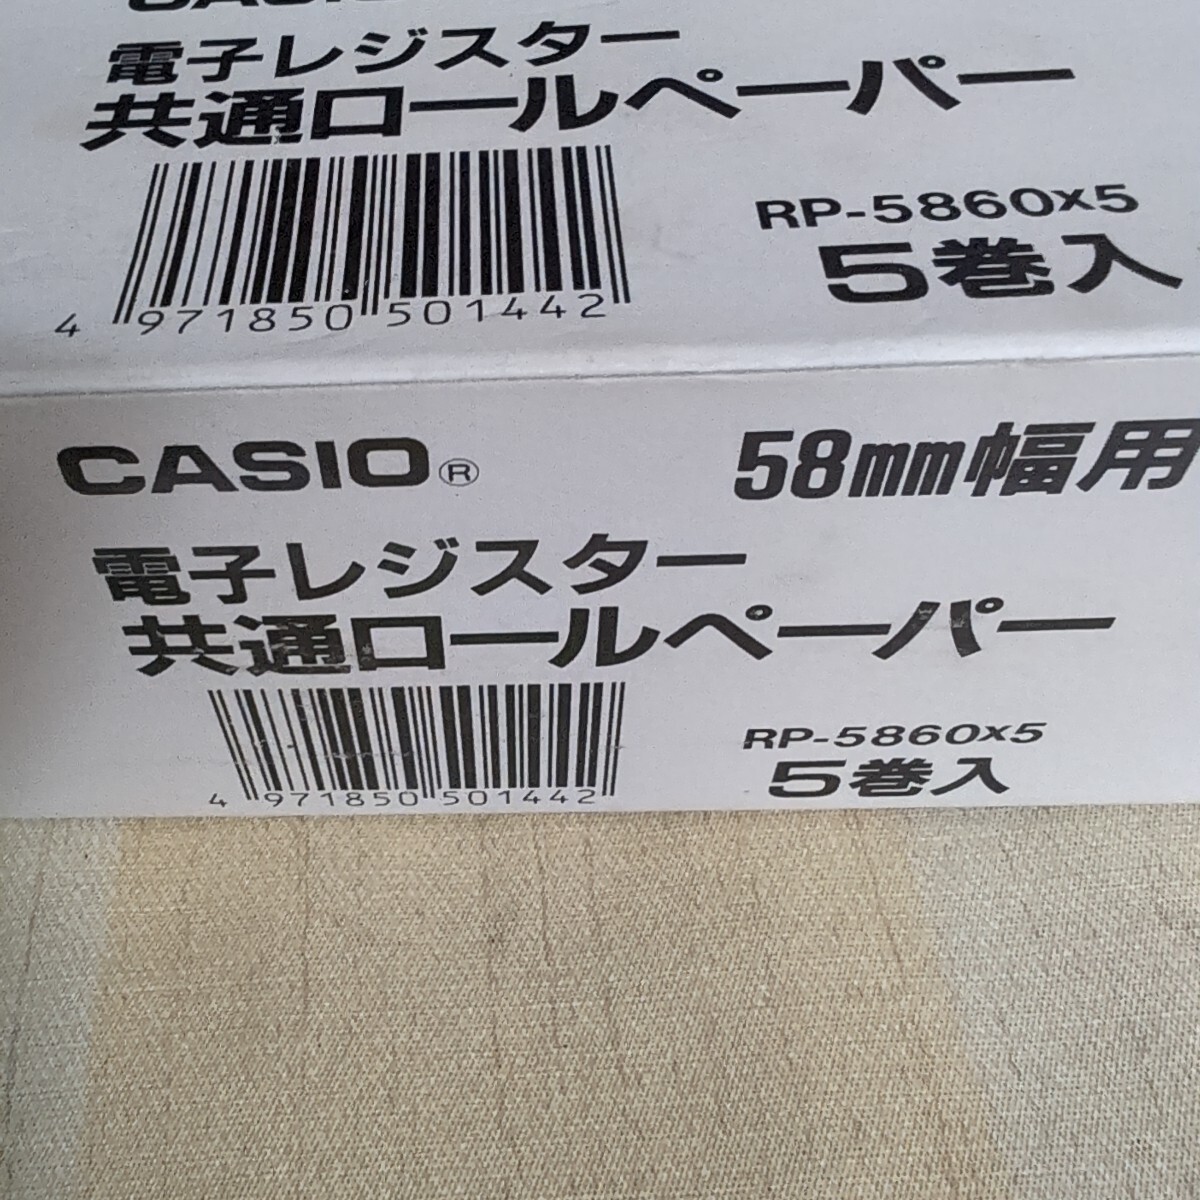 CASIO
電子レジスター
共通ロールペーパー
RP-5860x5
5巻入
4 971850 501442
CASIO®
58mm幅用
電子レジスター
共通ロールペーパー
RP-5860x5
5巻入
4 971850 501442